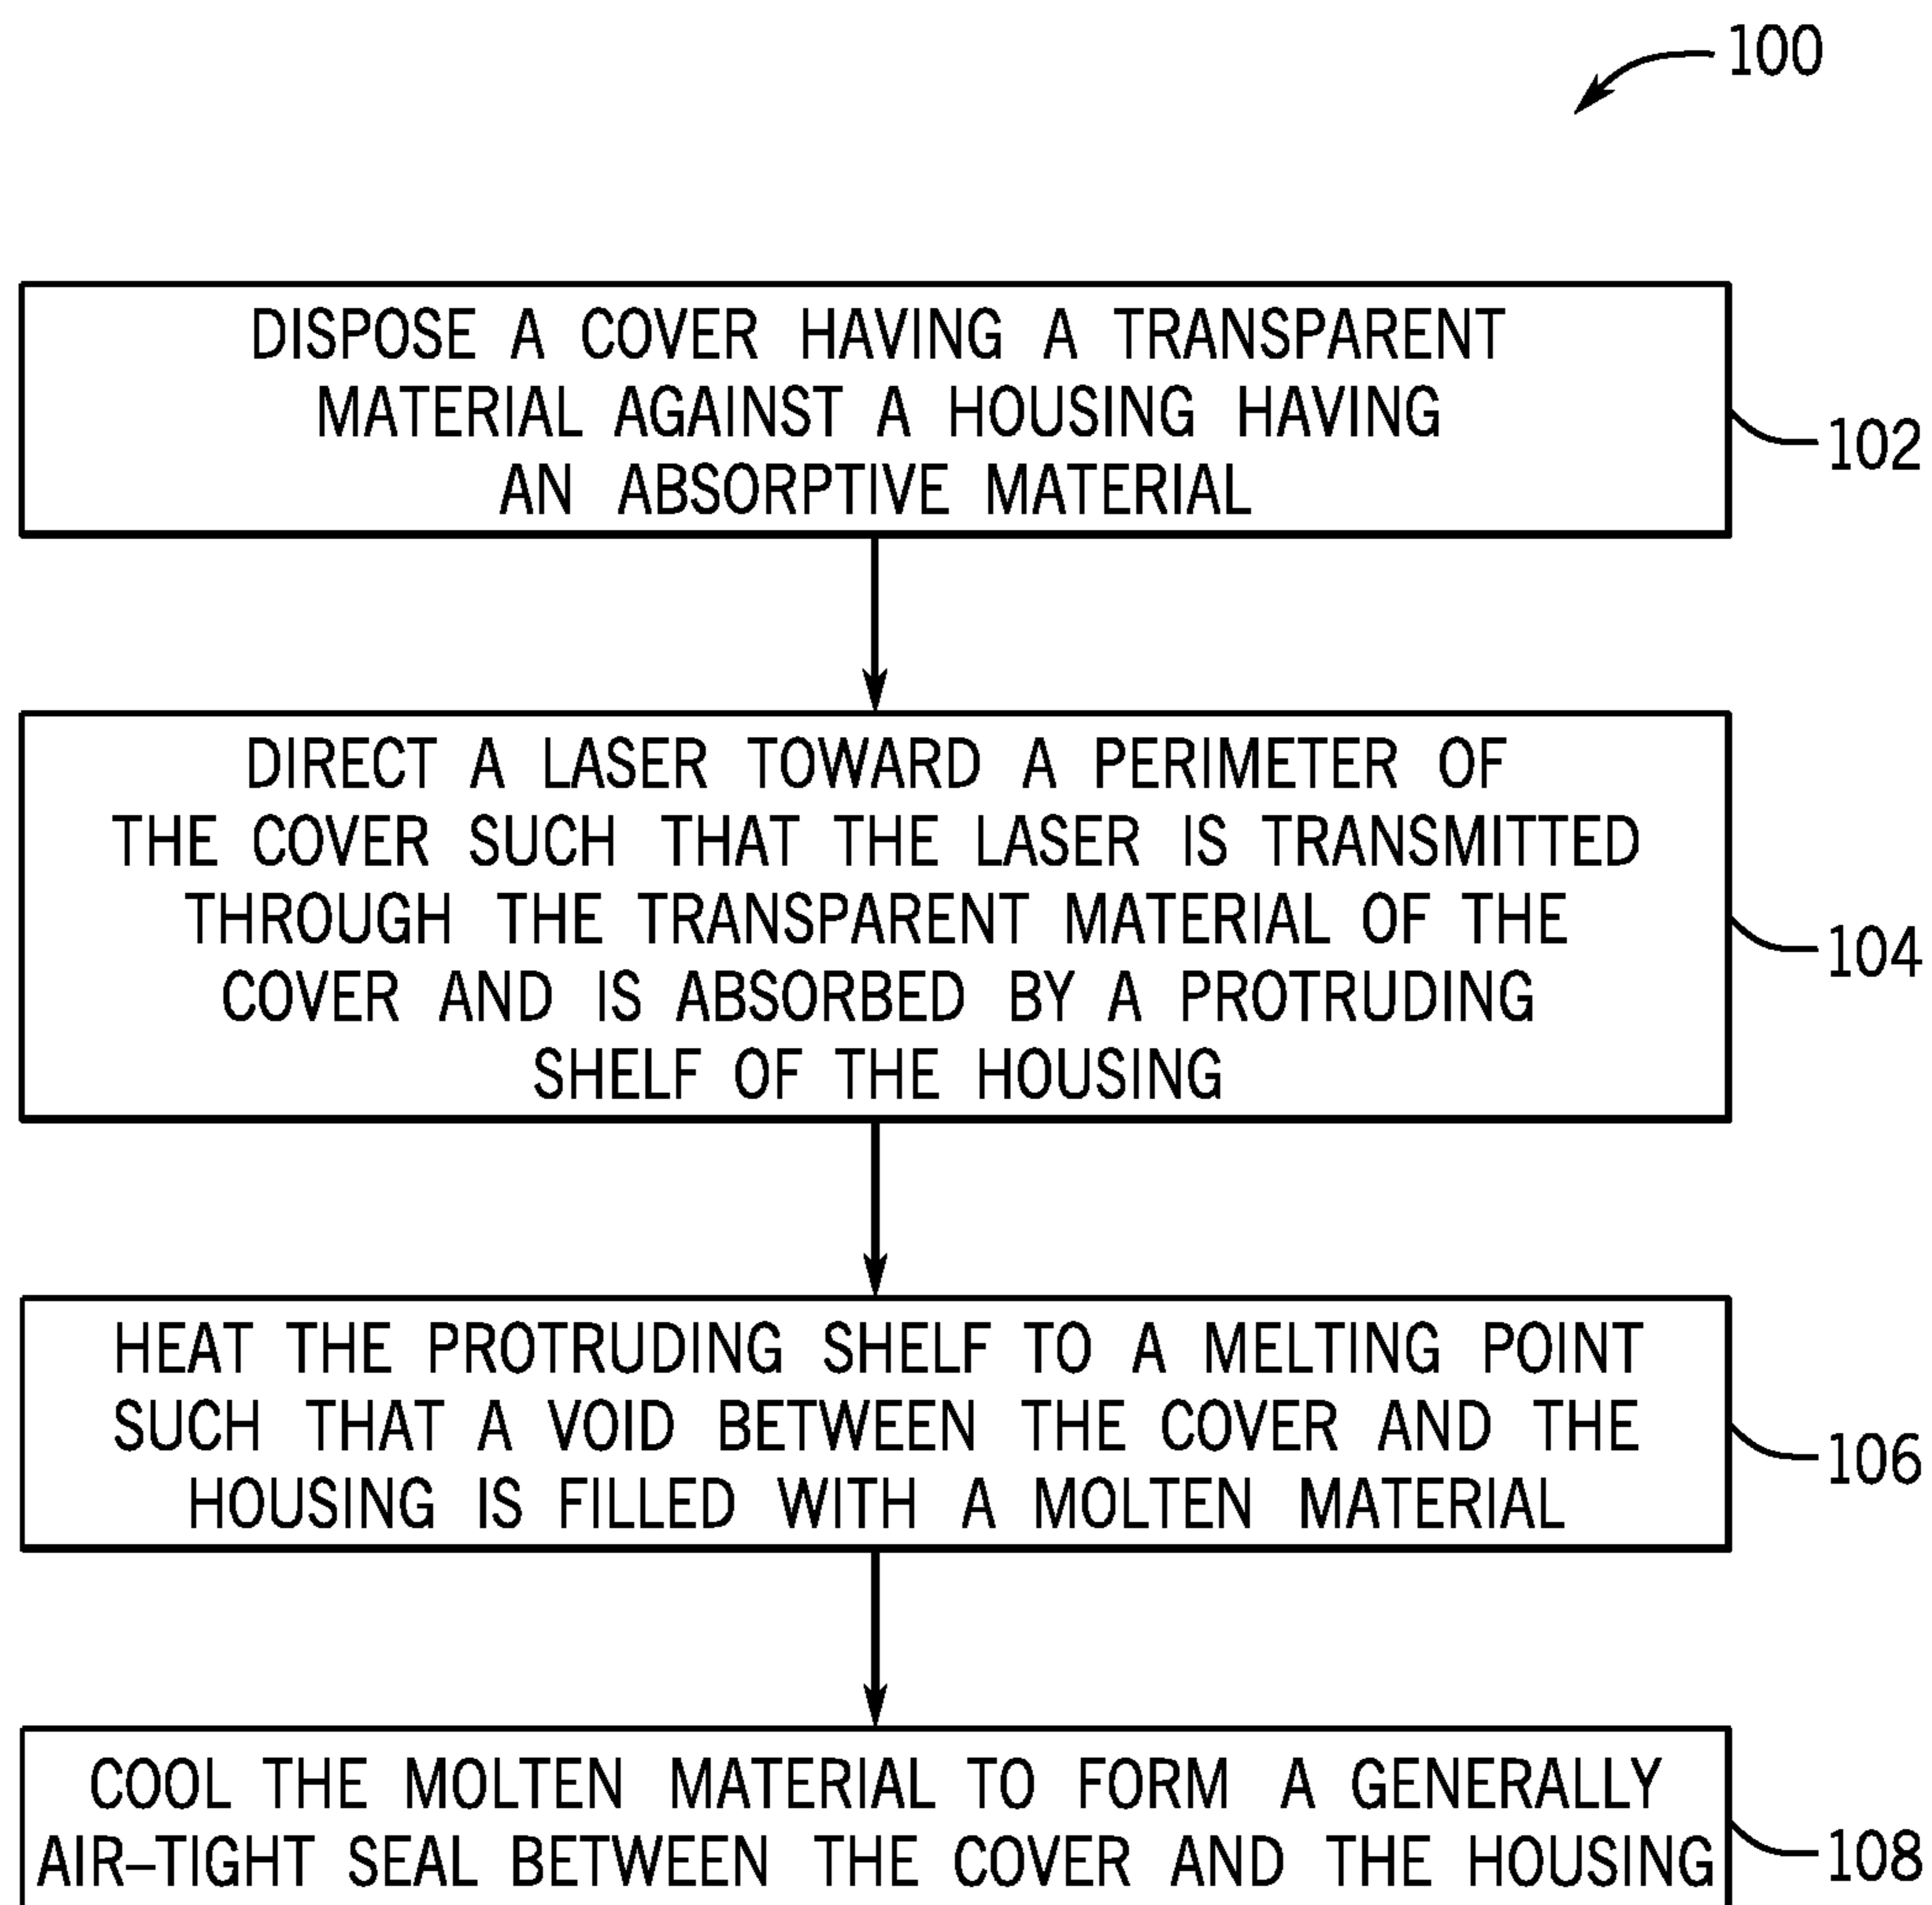 100
DISPOSE A COVER HAVING A TRANSPARENT
MATERIAL AGAINST A HOUSING HAVING
AN ABSORPTIVE MATERIAL
102
DIRECT A LASER TOWARD A PERIMETER OF
THE COVER SUCH THAT THE LASER IS TRANSMITTED
THROUGH THE TRANSPARENT MATERIAL OF THE
COVER AND IS ABSORBED BY A PROTRUDING
SHELF OF THE HOUSING
104
HEAT THE PROTRUDING SHELF TO A MELTING POINT
SUCH THAT A VOID BETWEEN THE COVER AND THE
HOUSING IS FILLED WITH A MOLTEN MATERIAL
106
COOL THE MOLTEN MATERIAL TO FORM A GENERALLY
AIR–TIGHT SEAL BETWEEN THE COVER AND THE HOUSING
108